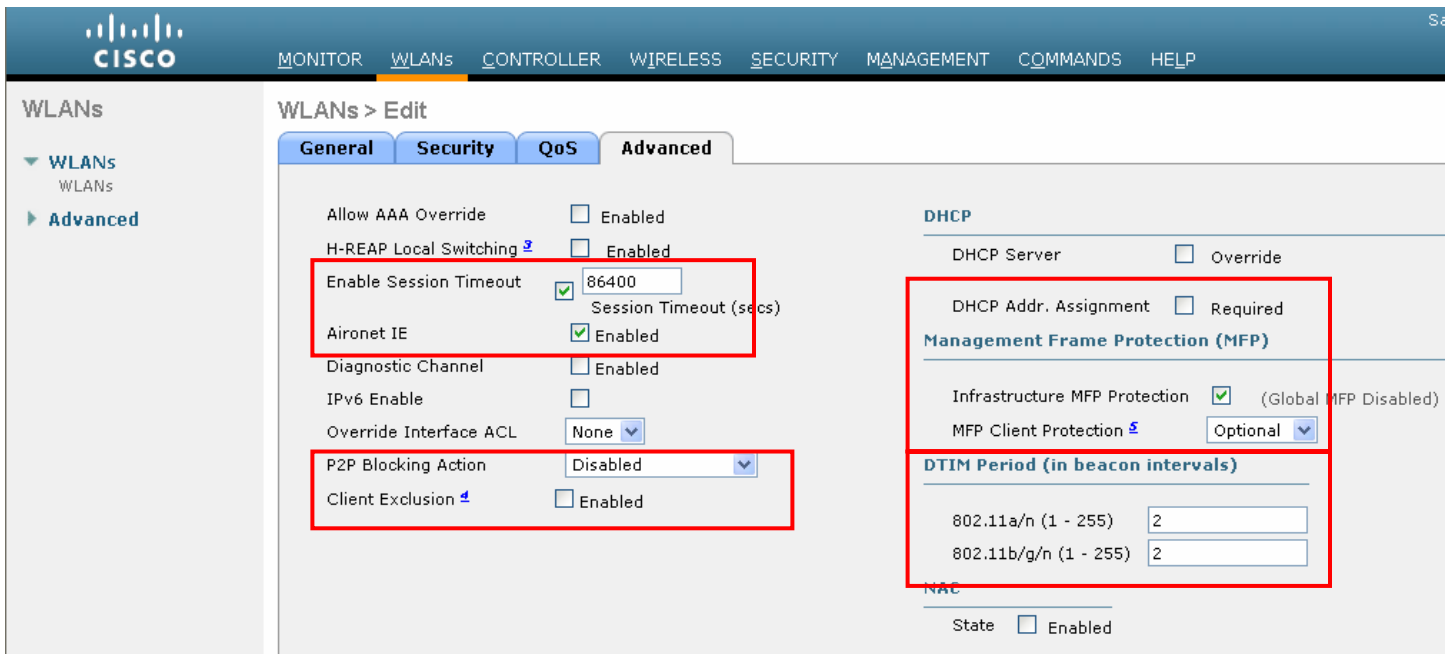 Sa
CISCO
MONITOR WLANs CONTROLLER WIRELESS SECURITY MANAGEMENT COMMANDS HELP
WLANs
WLANs
WLANs
Advanced
WLANs > Edit
General Security QoS Advanced
Allow AAA Override Enabled
H-REAP Local Switching 3 Enabled
Enable Session Timeout 86400
Session Timeout (secs)
Aironet IE Enabled
Diagnostic Channel Enabled
IPv6 Enable
Override Interface ACL None
P2P Blocking Action Disabled
Client Exclusion 4 Enabled
DHCP
DHCP Server Override
DHCP Addr. Assignment Required
Management Frame Protection (MFP)
Infrastructure MFP Protection (Global MFP Disabled)
MFP Client Protection 5 Optional
DTIM Period (in beacon intervals)
802.11a/n (1 - 255) 2
802.11b/g/n (1 - 255) 2
NAC
State Enabled